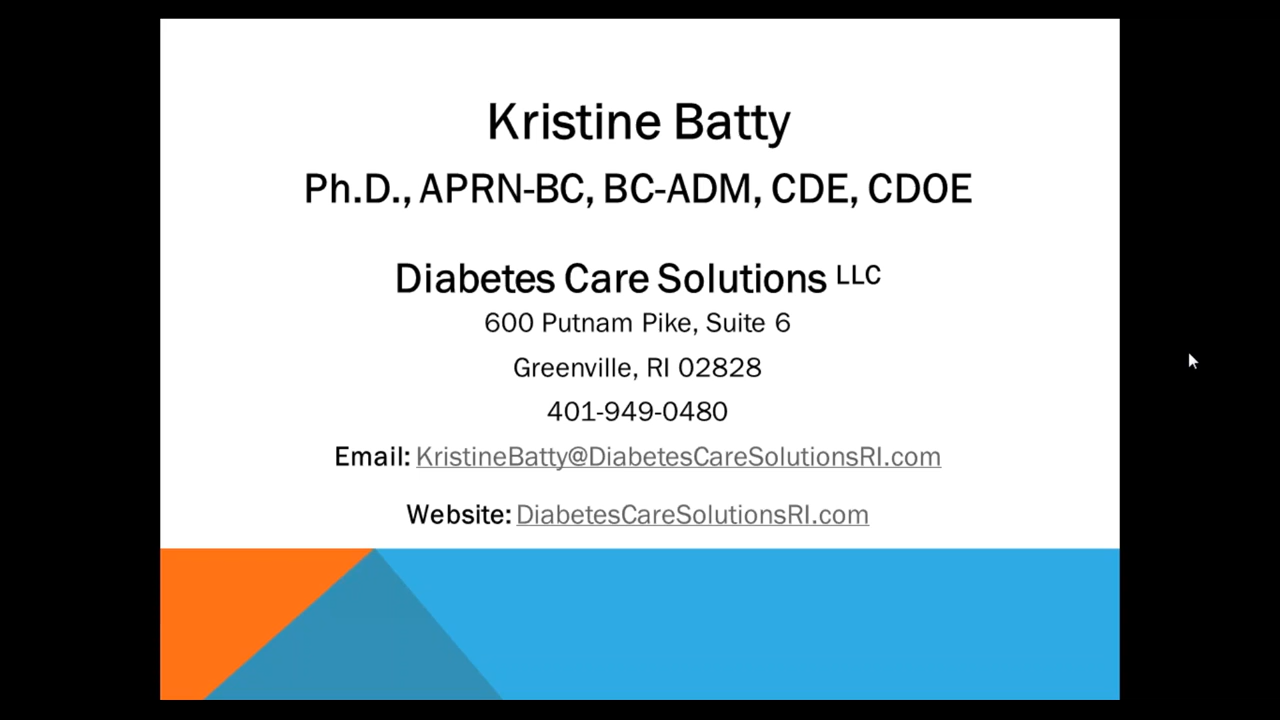 Kristine Batty
Ph.D., APRN-BC, BC-ADM, CDE, CDOE
Diabetes Care Solutions LLC
600 Putnam Pike, Suite 6
Greenville, RI 02828
401-949-0480
Email: KristineBatty@DiabetesCareSolutionsRI.com
Website: DiabetesCareSolutionsRI.com